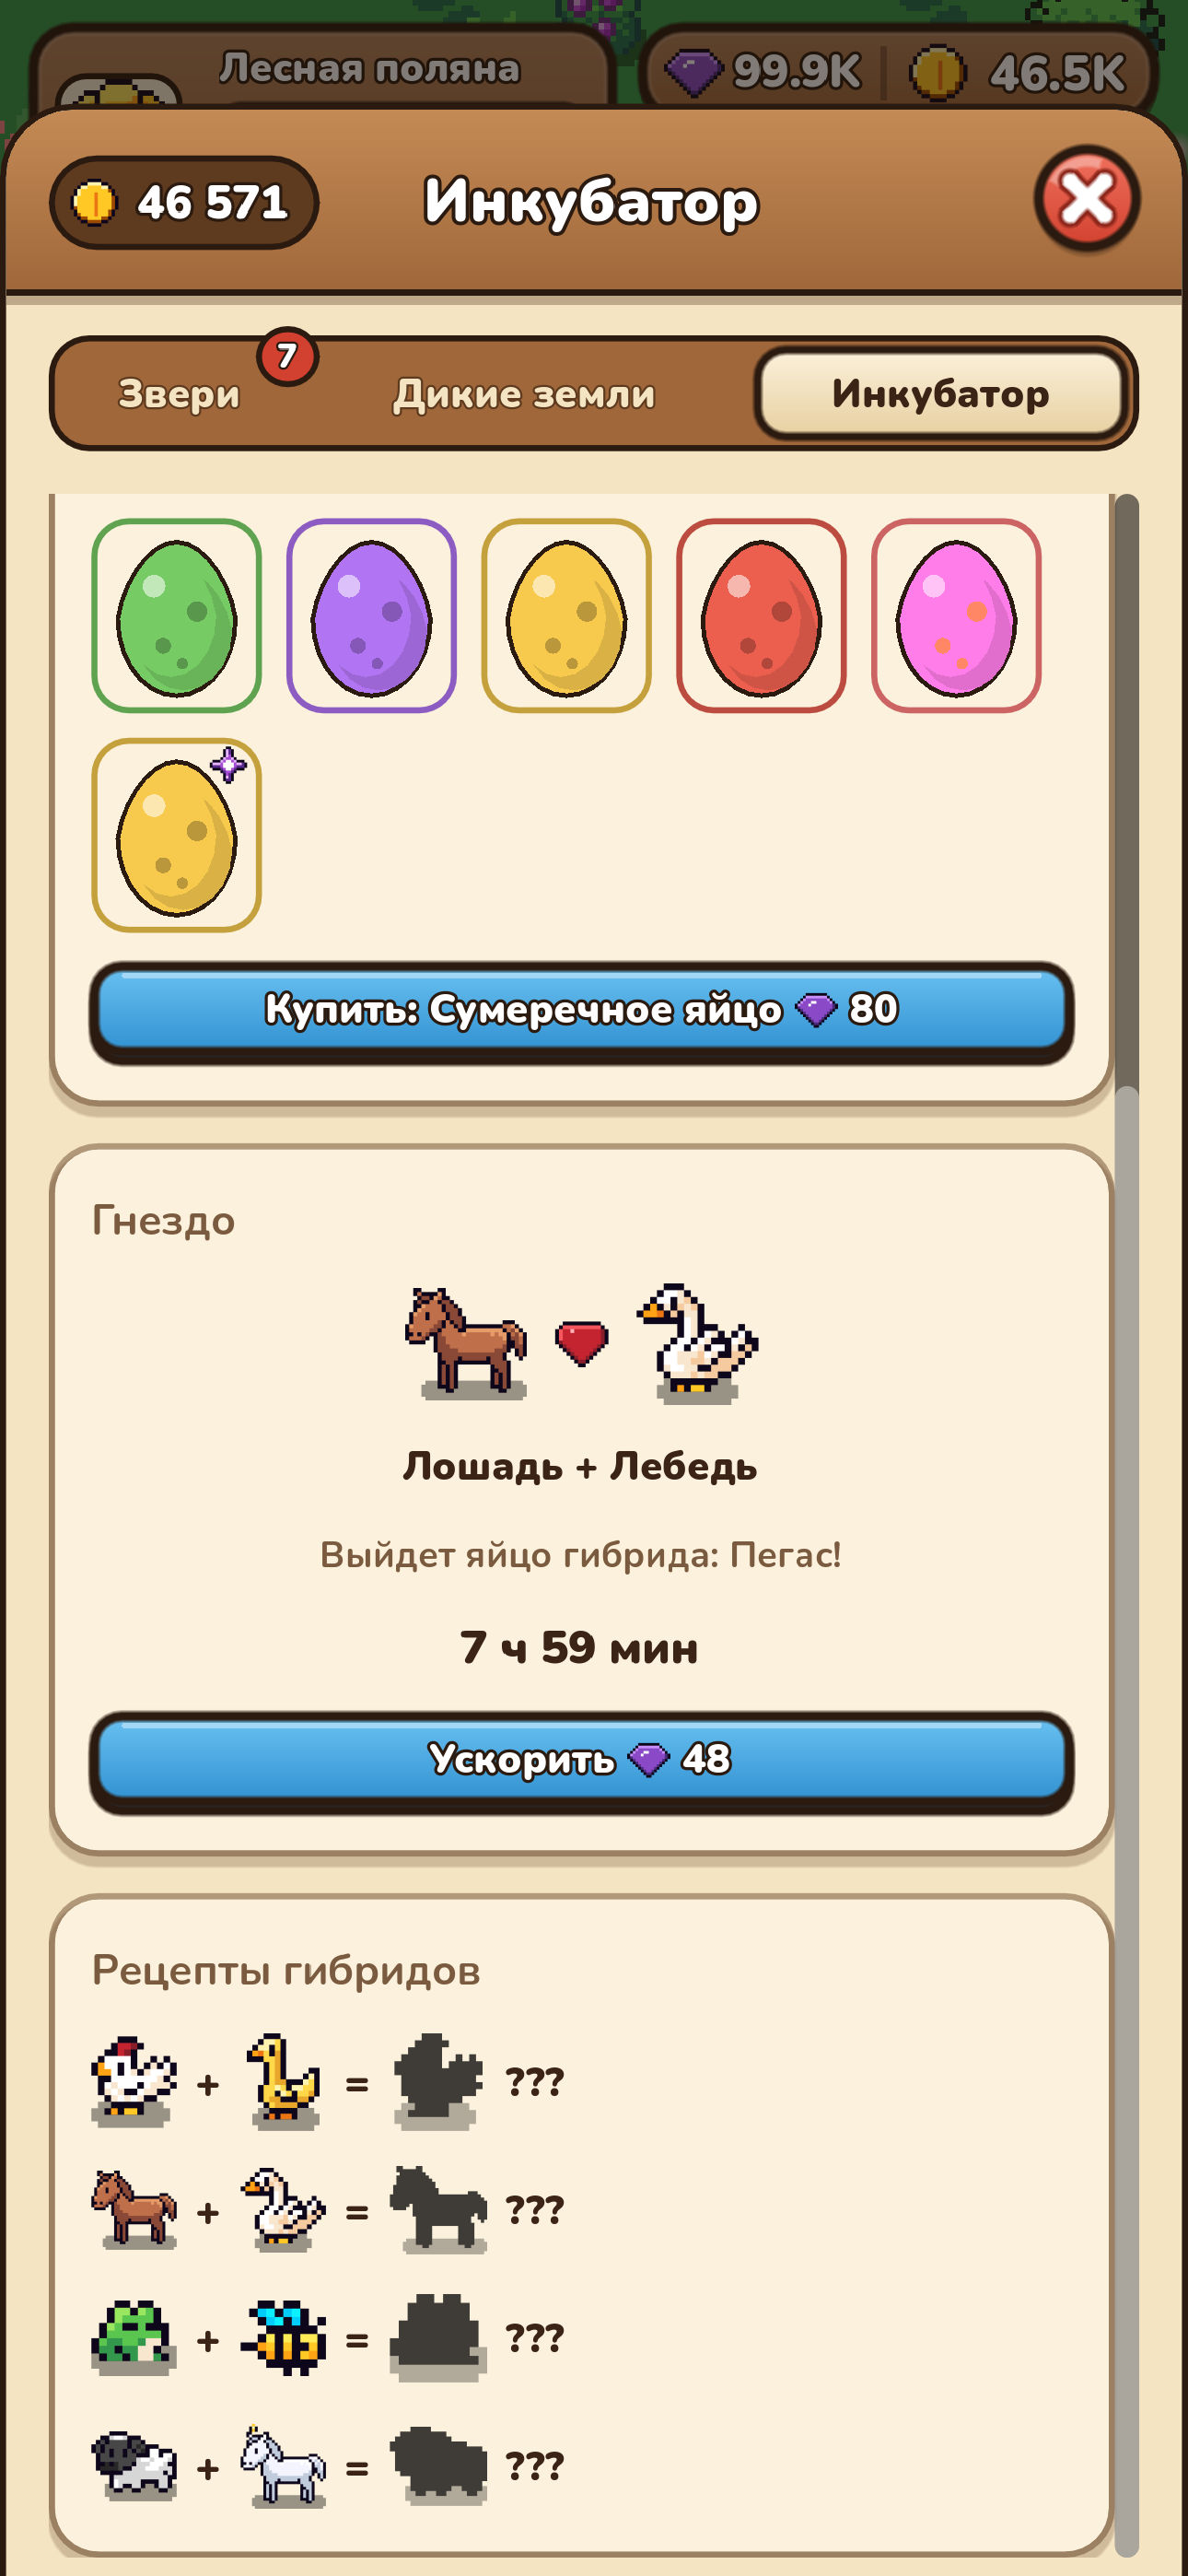 Лесная поляна
99.9K
46.5K
46 571
Инкубатор
Звери
7
Дикие земли
Инкубатор
Купить: Сумеречное яйцо 80
Гнездо
Лошадь + Лебедь
Выйдет яйцо гибрида: Пегас!
7 ч 59 мин
Ускорить 48
Рецепты гибридов
+ = ???
+ = ???
+ = ???
+ = ???